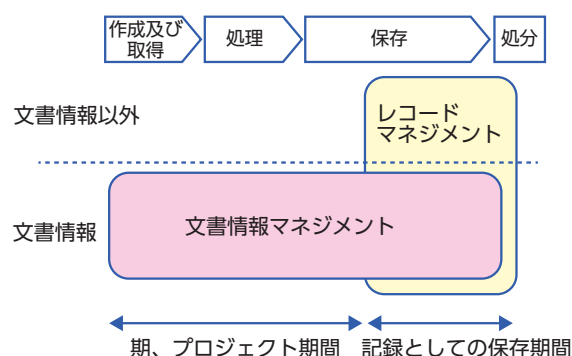 作成及び
取得
処理
保存
処分
文書情報以外
レコード
マネジメント
文書情報
文書情報マネジメント
期、プロジェクト期間
記録としての保存期間